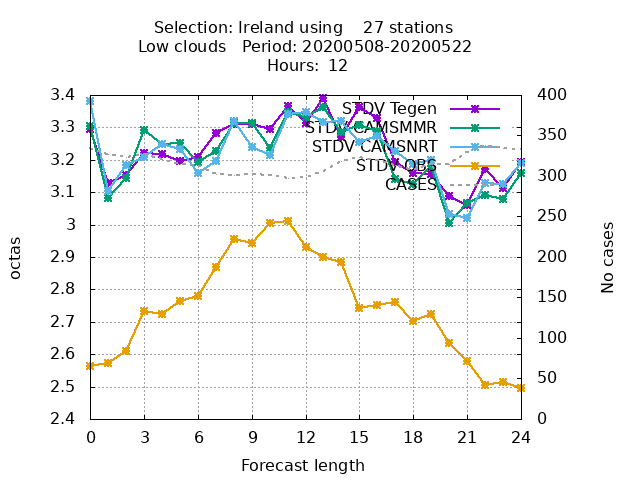 Selection: Ireland using    27 stations
Low clouds   Period: 20200508-20200522
Hours:  12
STDV Tegen
STDV CAMSMMR
STDV CAMSNRT
STDV OBS
CASES
3.4
3.3
3.2
3.1
3
2.9
2.8
2.7
2.6
2.5
2.4
octas
400
350
300
250
200
150
100
50
0
No cases
0 3 6 9 12 15 18 21 24
Forecast length